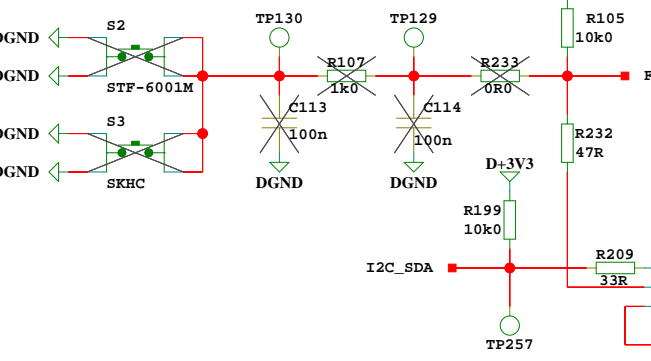 S2
TP130
TP129
R105
10k0
DGND
R107
1k0
R233
0R0
DGND
STF-6001M
C113
100n
C114
100n
S3
R232
47R
DGND
DGND
SKHC
DGND
DGND
D+3V3
R199
10k0
I2C_SDA
R209
33R
TP257